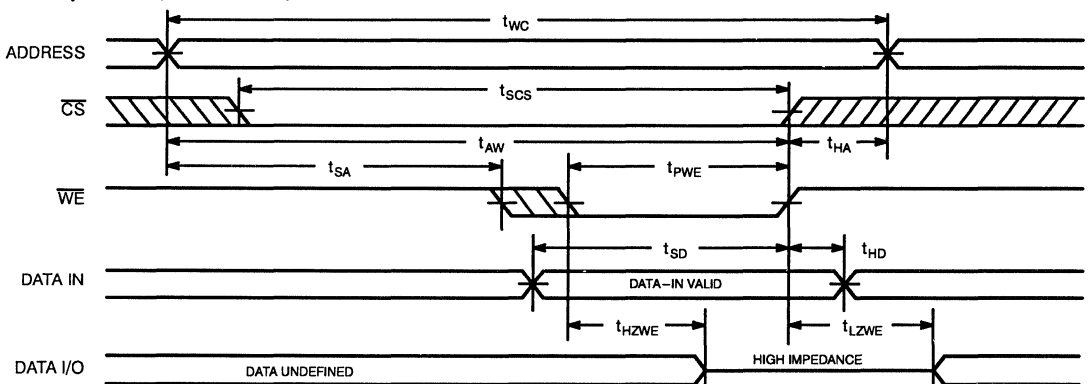 tWC
ADDRESS
tSCS
CS
tAW
tHA
tSA
tPWE
WE
tSD
tHD
DATA IN
DATA–IN VALID
tHZWE
tLZWE
HIGH IMPEDANCE
DATA I/O
DATA UNDEFINED